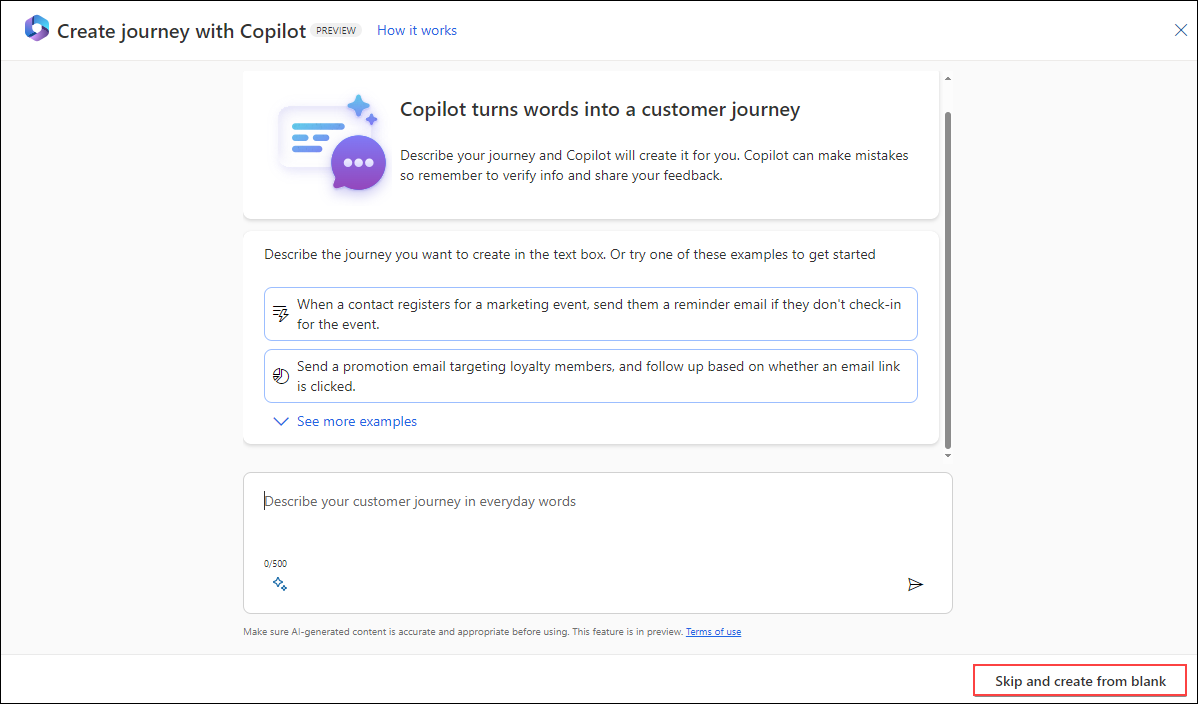 Create journey with Copilot PREVIEW How it works
Copilot turns words into a customer journey
Describe your journey and Copilot will create it for you. Copilot can make mistakes
so remember to verify info and share your feedback.
Describe the journey you want to create in the text box. Or try one of these examples to get started
When a contact registers for a marketing event, send them a reminder email if they don't check-in
for the event.
Send a promotion email targeting loyalty members, and follow up based on whether an email link
is clicked.
See more examples
Describe your customer journey in everyday words
0/500
Make sure AI-generated content is accurate and appropriate before using. This feature is in preview. Terms of use
Skip and create from blank